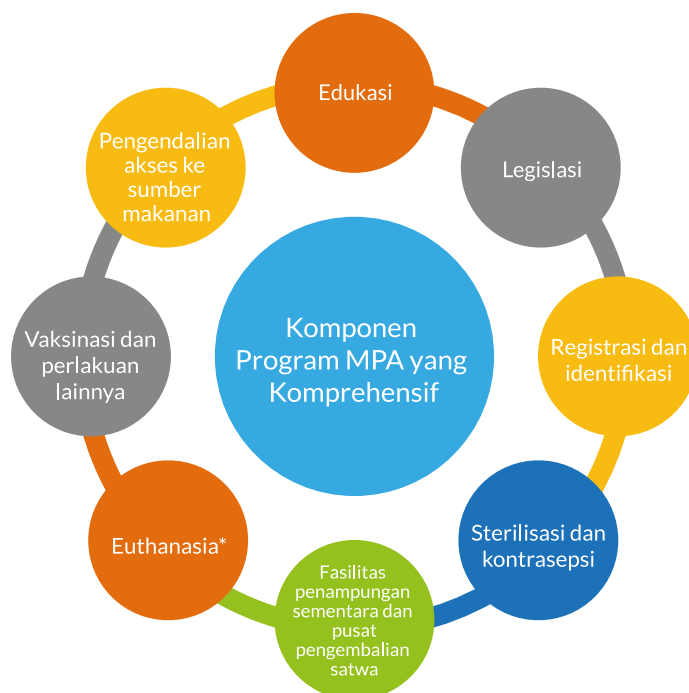 Edukasi
Legislasi
Registrasi dan
identifikasi
Sterilisasi dan
kontrasepsi
Fasilitas
penampungan
sementara dan
pusat
pengembalian
satwa
Euthanasia*
Vaksinasi dan
perlakuan
lainnya
Pengendalian
akses ke
sumber
makanan
Komponen
Program MPA yang
Komprehensif